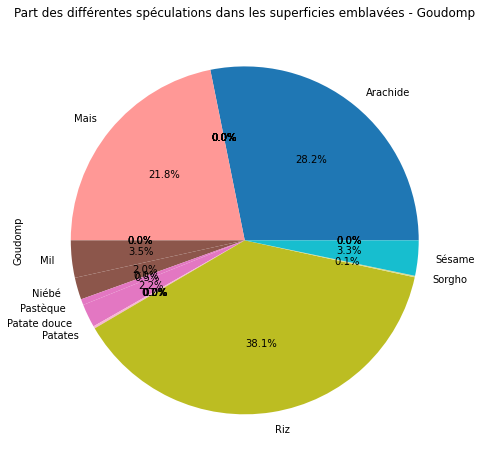 Part des différentes spéculations dans les superficies emblavées - Goudomp
Arachide
Mais
0.0%
28.2%
21.8%
Goudomp
0.0%
0.0%
3.5%
3.3%
Mil
Sésame
2.0%
0.1%
Sorgho
Niébé
2.2%
0.0%
Pastèque
Patate douce
Patates
38.1%
Riz